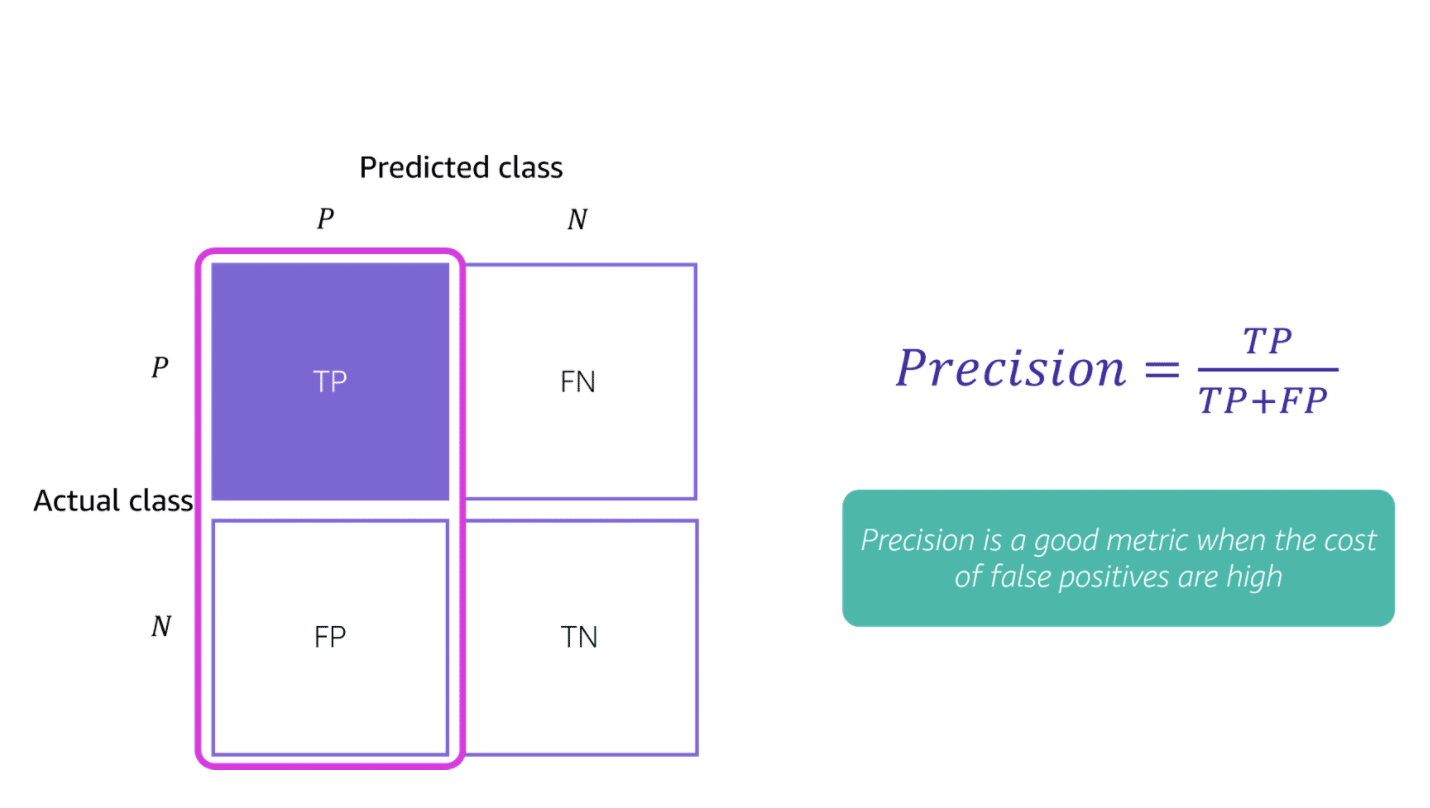 Predicted class
P N
P TP FN
Precision = TP / TP+FP
Actual class
Precision is a good metric when the cost
of false positives are high
N FP TN